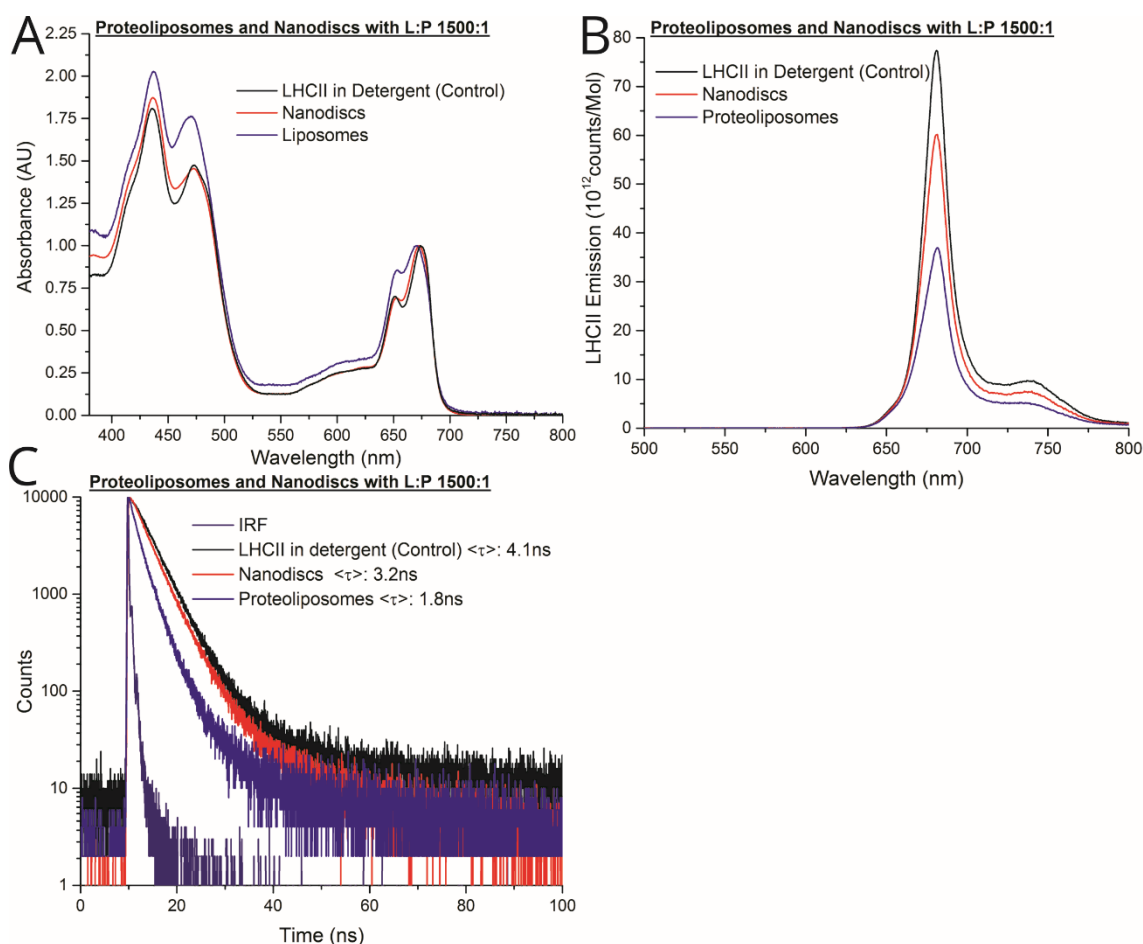 A
Proteoliposomes and Nanodiscs with L:P 1500:1
LHCII in Detergent (Control)
Nanodiscs
Liposomes
2.25
2.00
1.75
1.50
1.25
1.00
0.75
0.50
0.25
0.00
Absorbance (AU)
400 450 500 550 600 650 700 750 800
Wavelength (nm)
B
Proteoliposomes and Nanodiscs with L:P 1500:1
LHCII in Detergent (Control)
Nanodiscs
Proteoliposomes
80
70
60
50
40
30
20
10
0
LHCII Emission (10¹²counts/Mol)
500 550 600 650 700 750 800
Wavelength (nm)
C
Proteoliposomes and Nanodiscs with L:P 1500:1
IRF
LHCII in detergent (Control) <τ>: 4.1ns
Nanodiscs <τ>: 3.2ns
Proteoliposomes <τ>: 1.8ns
10000
1000
100
10
1
Counts
0 20 40 60 80 100
Time (ns)